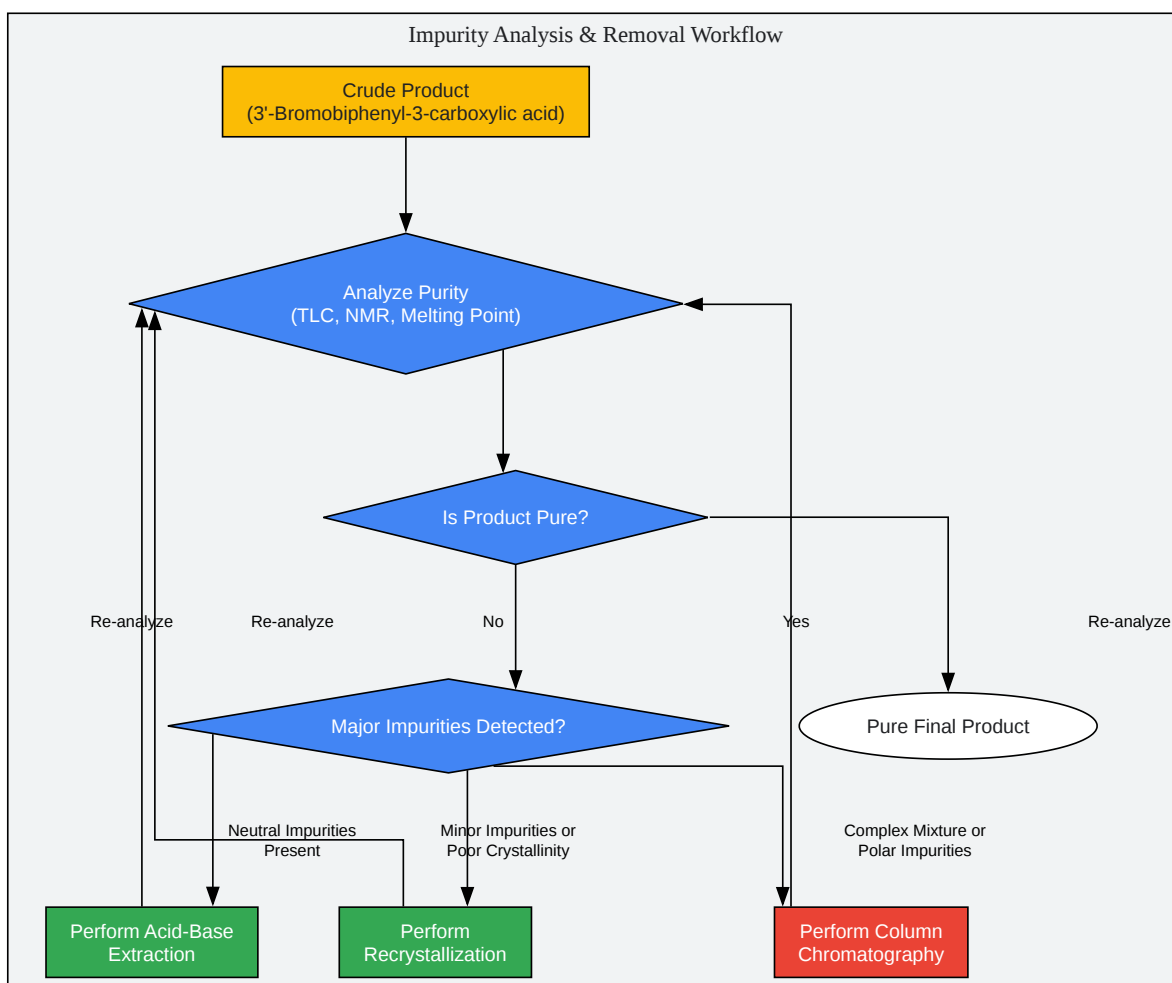 Impurity Analysis & Removal Workflow
Crude Product
(3'-Bromobiphenyl-3-carboxylic acid)
Analyze Purity
(TLC, NMR, Melting Point)
Is Product Pure?
Re-analyze
Re-analyze
No
Yes
Re-analyze
Major Impurities Detected?
Pure Final Product
Neutral Impurities
Present
Minor Impurities or
Poor Crystallinity
Complex Mixture or
Polar Impurities
Perform Acid-Base
Extraction
Perform
Recrystallization
Perform Column
Chromatography